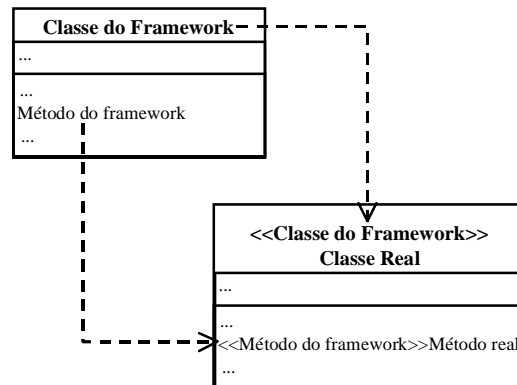 Classe do Framework
...
...
Método do framework
...
<<Classe do Framework>>
Classe Real
...
...
<<Método do framework>>Método real
...